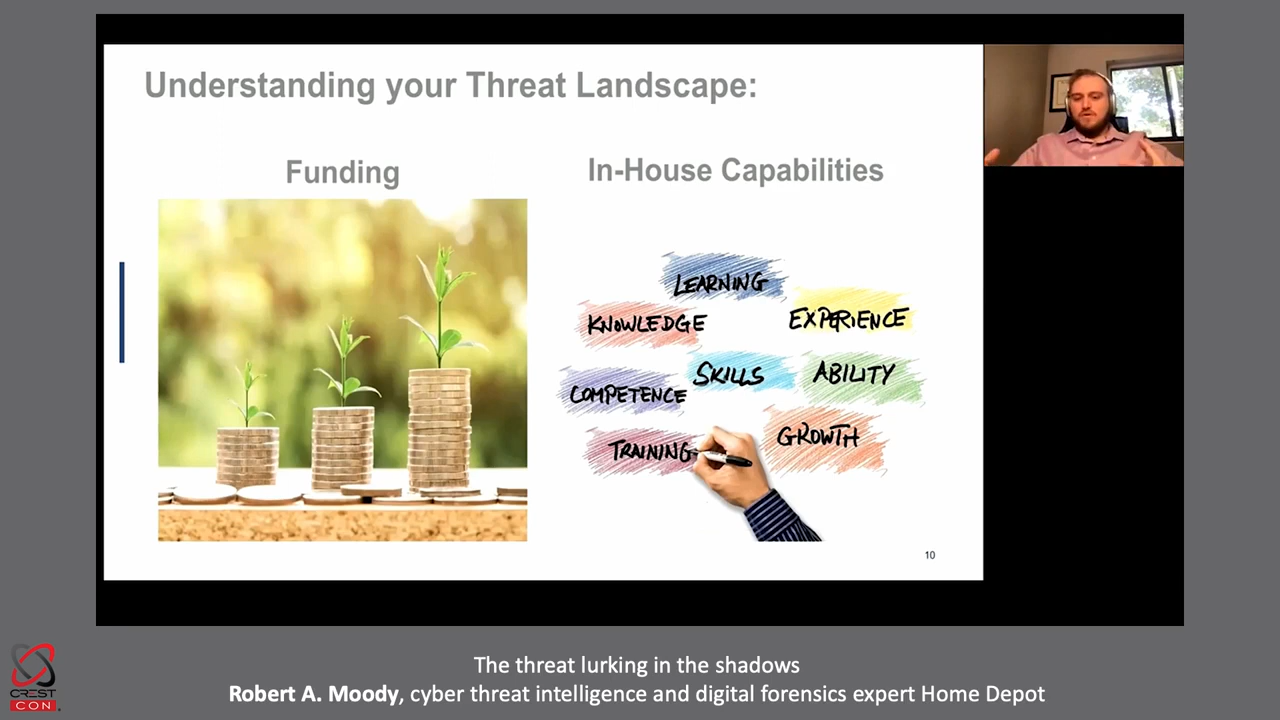 Understanding your Threat Landscape:
Funding
In-House Capabilities
LEARNING
KNOWLEDGE
EXPERIENCE
SKILLS
ABILITY
COMPETENCE
GROWTH
TRAINING
10
The threat lurking in the shadows
Robert A. Moody, cyber threat intelligence and digital forensics expert Home Depot
CREST
CON